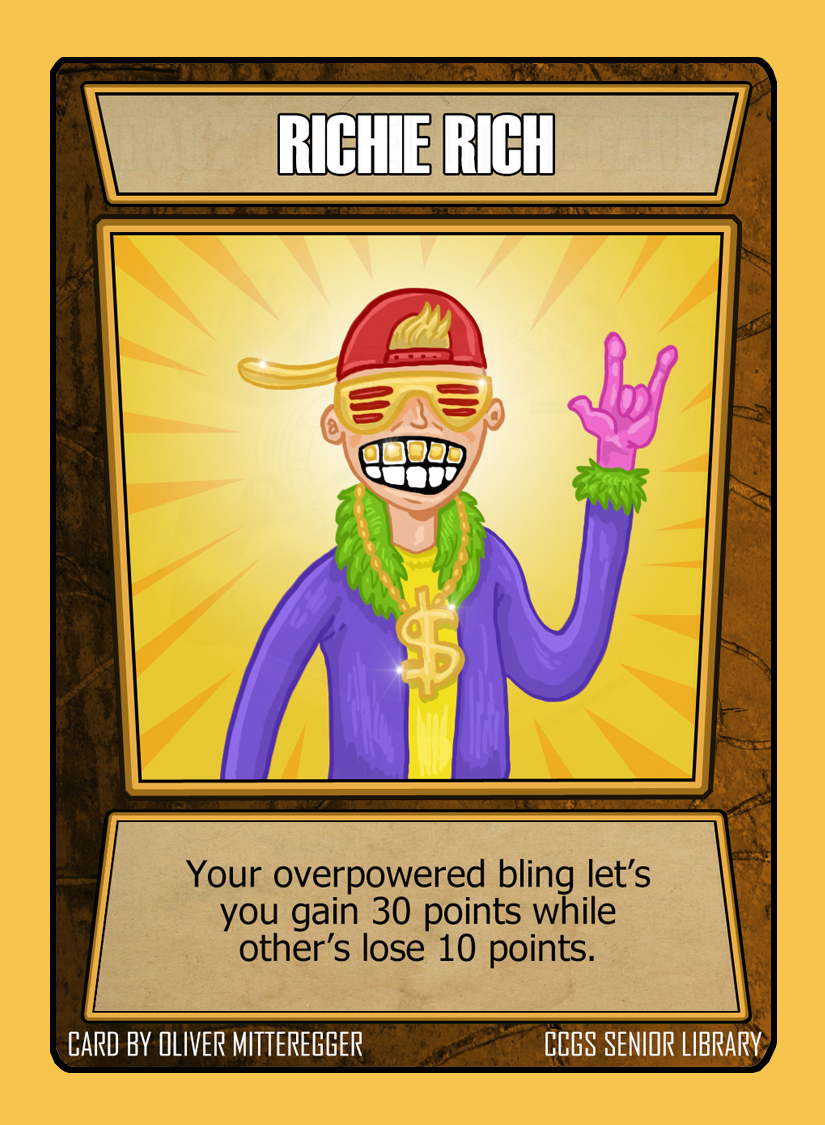 RICHIE RICH
Your overpowered bling let's
you gain 30 points while
other's lose 10 points.
CARD BY OLIVER MITTEREGGER
CCGS SENIOR LIBRARY